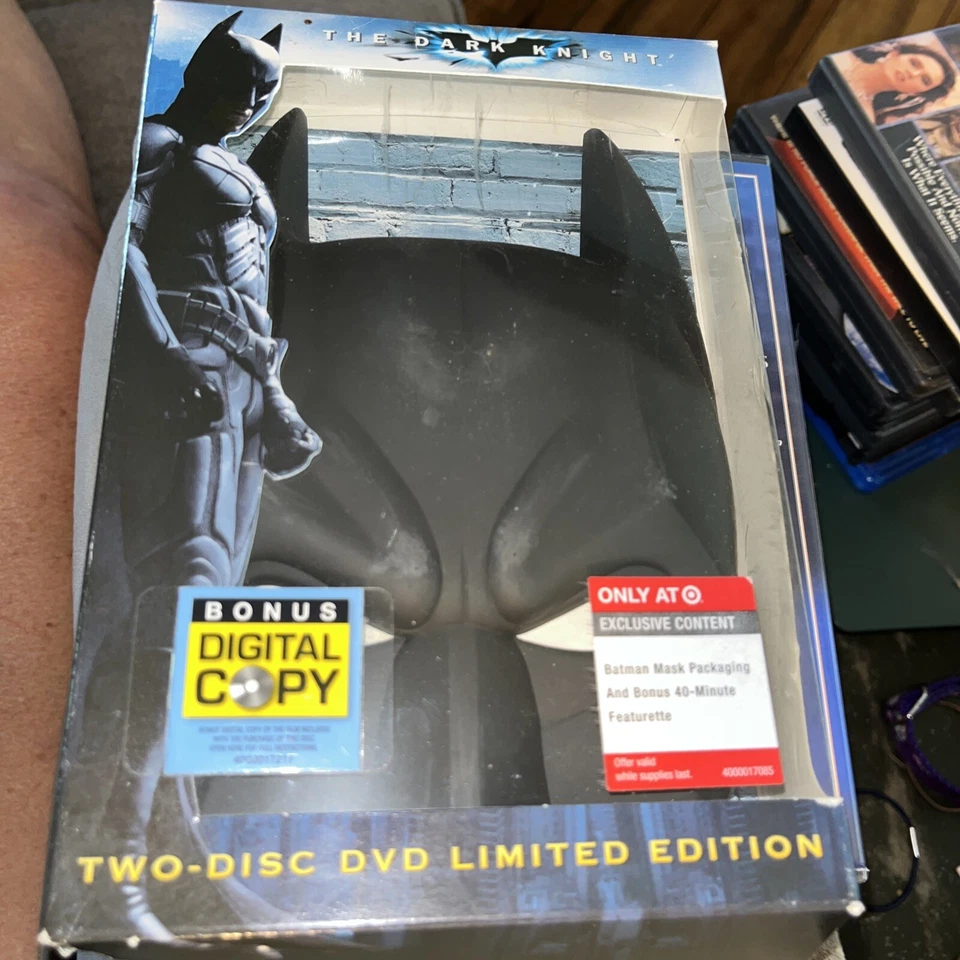 THE DARK KNIGHT
BONUS
DIGITAL
COPY
ONLY AT
EXCLUSIVE CONTENT
Batman Mask Packaging
And Bonus 40-Minute
Featurette
Offer valid
while supplies last.
4000017085
TWO-DISC DVD LIMITED EDITION